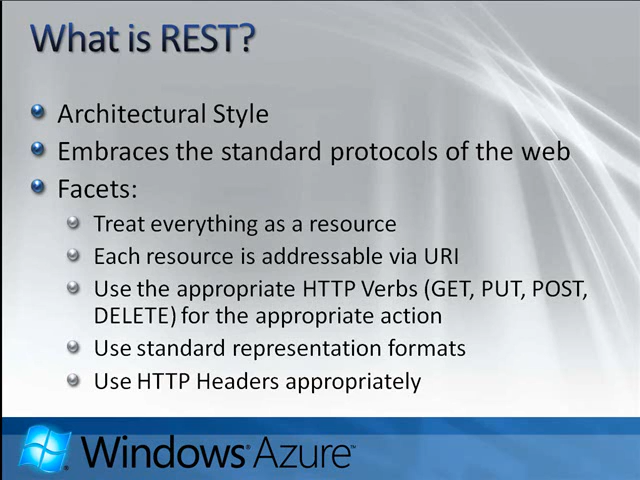 What is REST?
Architectural Style
Embraces the standard protocols of the web
Facets:
Treat everything as a resource
Each resource is addressable via URI
Use the appropriate HTTP Verbs (GET, PUT, POST,
DELETE) for the appropriate action
Use standard representation formats
Use HTTP Headers appropriately
Windows® Azure™